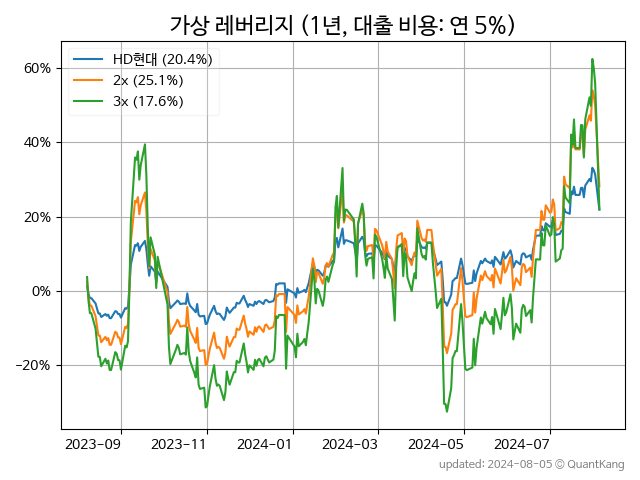 가상 레버리지 (1년, 대출 비용: 연 5%)
HD현대 (20.4%)
2x (25.1%)
3x (17.6%)
60%
40%
20%
0%
−20%
2023-09 2023-11 2024-01 2024-03 2024-05 2024-07
updated: 2024-08-05 © QuantKang